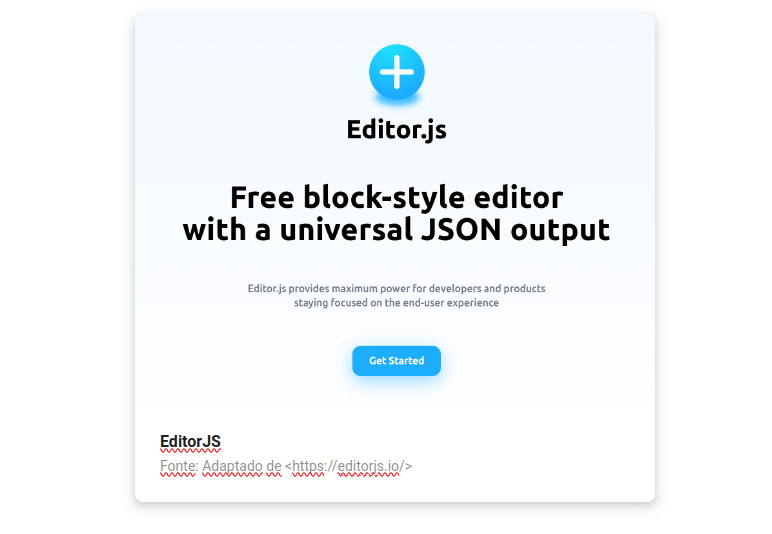 Editor.js
Free block-style editor
with a universal JSON output
Editor.js provides maximum power for developers and products
staying focused on the end-user experience
Get Started
EditorJS
Fonte: Adaptado de <https://editorjs.io/>